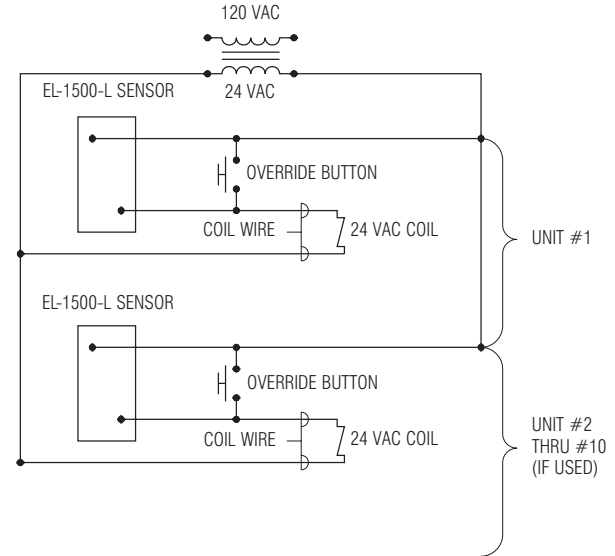 120 VAC
24 VAC
EL-1500-L SENSOR
OVERRIDE BUTTON
COIL WIRE
24 VAC COIL
UNIT #1
EL-1500-L SENSOR
OVERRIDE BUTTON
COIL WIRE
24 VAC COIL
UNIT #2
THRU #10
(IF USED)